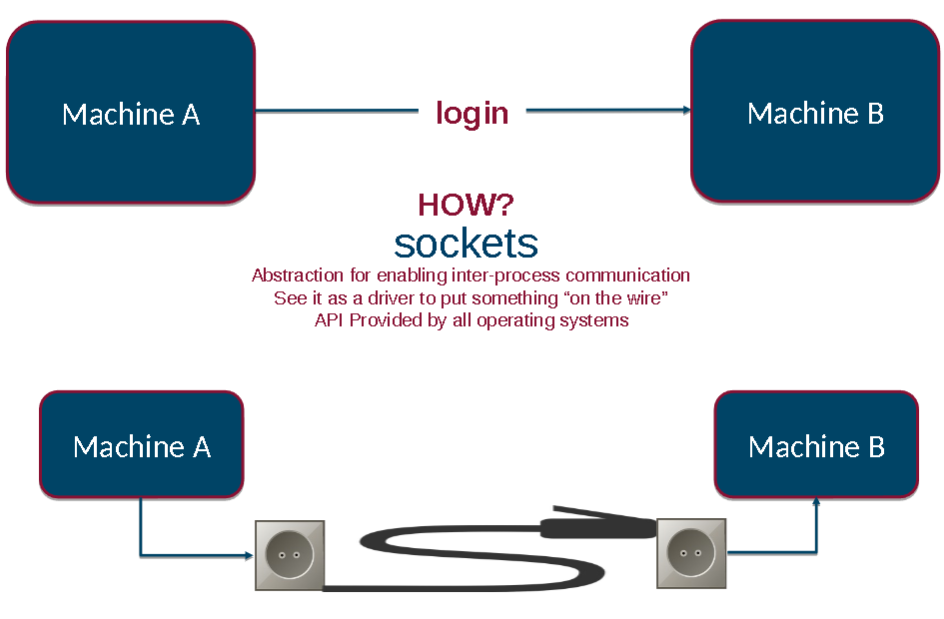 Machine A
login
Machine B
HOW?
sockets
Abstraction for enabling inter-process communication
See it as a driver to put something “on the wire”
API Provided by all operating systems
Machine A
Machine B